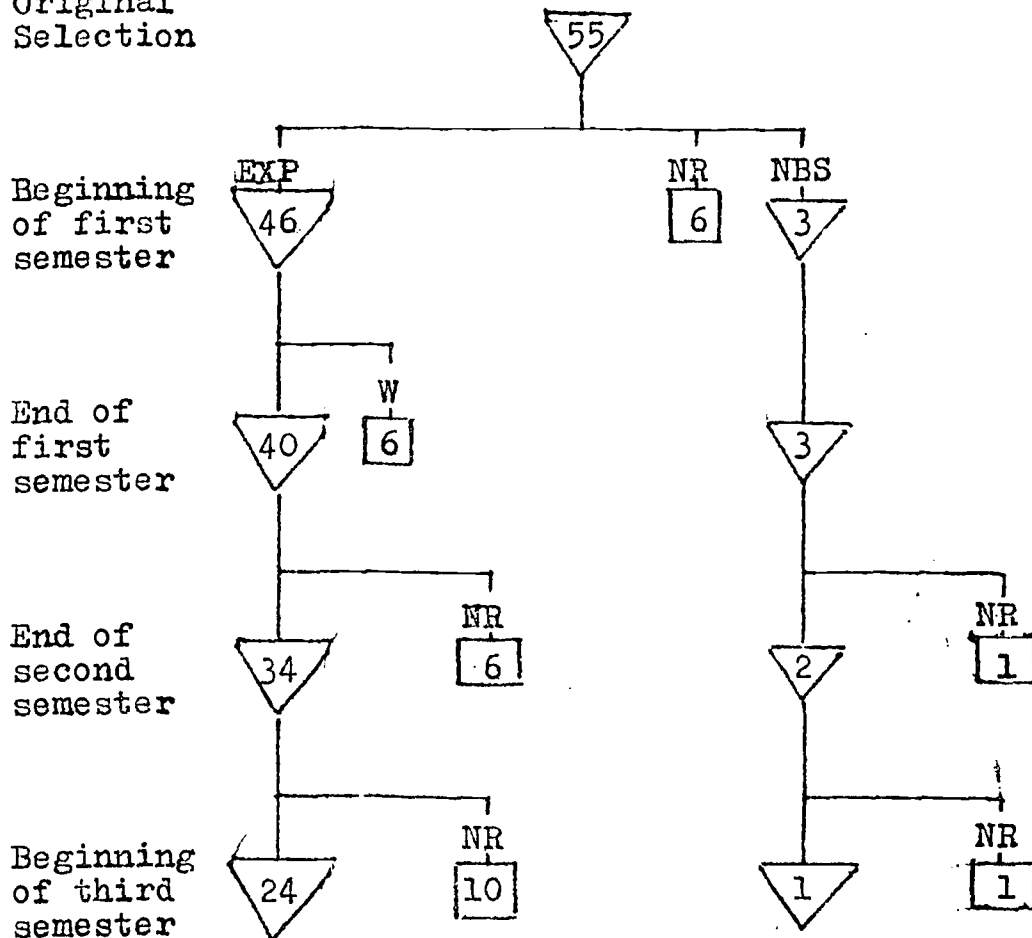 Original
Selection
55
EXP
NR
NBS
Beginning
of first
semester
46
6
3
W
End of
first
semester
40
6
3
NR
NR
End of
second
semester
34
6
2
1
NR
NR
Beginning
of third
semester
24
10
1
1